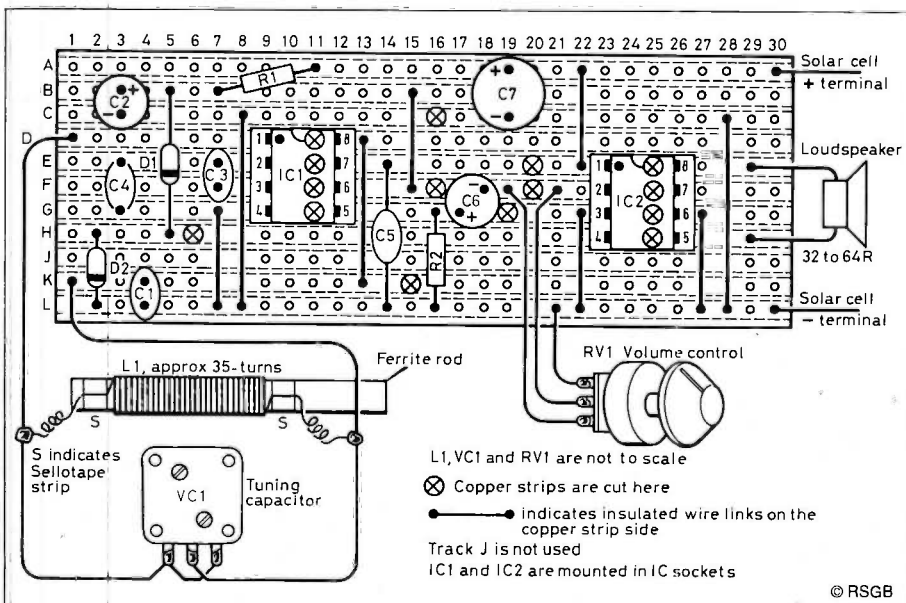 1 2 3 4 5 6 7 8 9 10 11 12 13 14 15 16 17 18 19 20 21 22 23 24 25 26 27 28 29 30
A
B
C
D
E
F
G
H
J
K
L
R1
C2
+
−
C7
+
−
D1
C4
C3
1 8
2 7
IC1
3 6
4 5
C6
−
+
1 8
2 7
IC2
3 6
4 5
C5
R2
D2
C1
Solar cell
+ terminal
Loudspeaker
32 to 64R
Solar cell
− terminal
L1, approx 35-turns
Ferrite rod
S
S
S indicates
Sellotape
strip
VC1
Tuning
capacitor
RV1 Volume control
L1, VC1 and RV1 are not to scale
Copper strips are cut here
indicates insulated wire links on the
copper strip side
Track J is not used
IC1 and IC2 are mounted in IC sockets
© RSGB